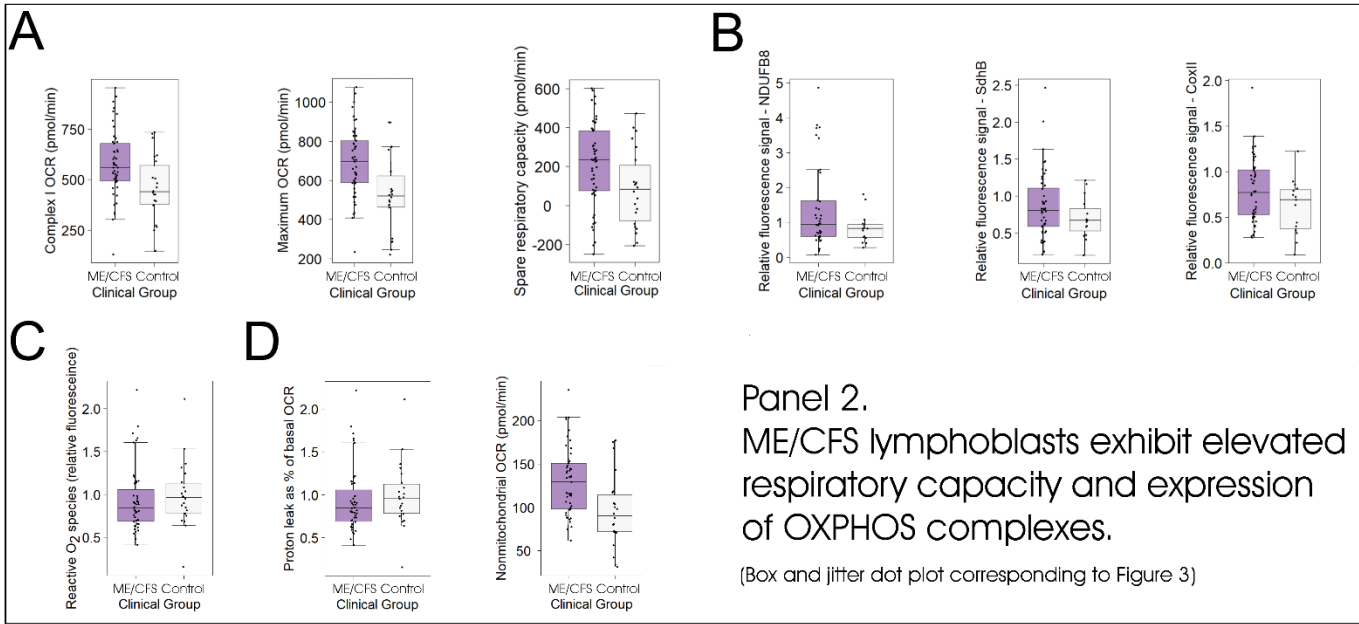 A
Complex I OCR (pmol/min)
750
500
250
ME/CFS Control
Clinical Group
Maximum OCR (pmol/min)
1000
800
600
400
200
ME/CFS Control
Clinical Group
Spare respiratory capacity (pmol/min)
600
400
200
0
-200
ME/CFS Control
Clinical Group
B
Relative fluorescence signal - NDUFB8
5
4
3
2
1
0
ME/CFS Control
Clinical Group
Relative fluorescence signal - SdhB
2.5
2.0
1.5
1.0
0.5
ME/CFS Control
Clinical Group
Relative fluorescence signal - CoxII
2.0
1.5
1.0
0.5
0.0
ME/CFS Control
Clinical Group
C
Reactive O2 species (relative fluoresceince)
2.0
1.5
1.0
0.5
ME/CFS Control
Clinical Group
D
Proton leak as % of basal OCR
2.0
1.5
1.0
0.5
ME/CFS Control
Clinical Group
Nonmitochondrial OCR (pmol/min)
200
150
100
50
ME/CFS Control
Clinical Group
Panel 2.
ME/CFS lymphoblasts exhibit elevated
respiratory capacity and expression
of OXPHOS complexes.
(Box and jitter dot plot corresponding to Figure 3)